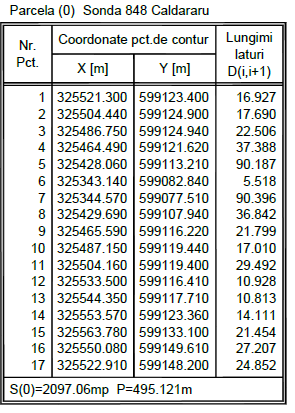 Parcela (0) Sonda 848 Caldararu
Nr. Pct. Coordonate pct.de contur Lungimi laturi D(i,i+1)
X [m] Y [m]
1 325521.300 599123.400 16.927
2 325504.440 599124.900 17.690
3 325486.750 599124.940 22.506
4 325464.490 599121.620 37.388
5 325428.060 599113.210 90.187
6 325343.140 599082.840 5.518
7 325344.570 599077.510 90.396
8 325429.690 599107.940 36.842
9 325465.590 599116.220 21.799
10 325487.150 599119.440 17.010
11 325504.160 599119.400 29.492
12 325533.500 599116.410 10.928
13 325544.350 599117.710 10.813
14 325553.570 599123.360 14.111
15 325563.780 599133.100 21.454
16 325550.080 599149.610 27.207
17 325522.910 599148.200 24.852
S(0)=2097.06mp P=495.121m